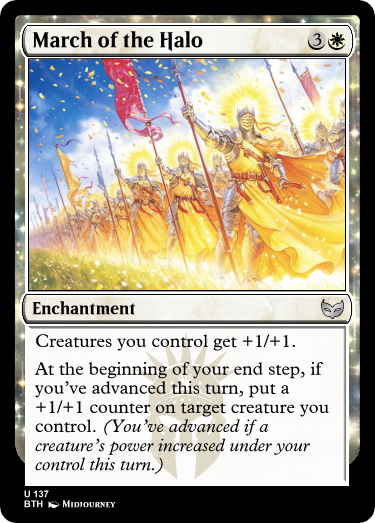 March of the Halo 3
Enchantment
Creatures you control get +1/+1.
At the beginning of your end step, if
you've advanced this turn, put a
+1/+1 counter on target creature you
control. (You've advanced if a
creature's power increased under your
control this turn.)
U 137
BTH Midjourney